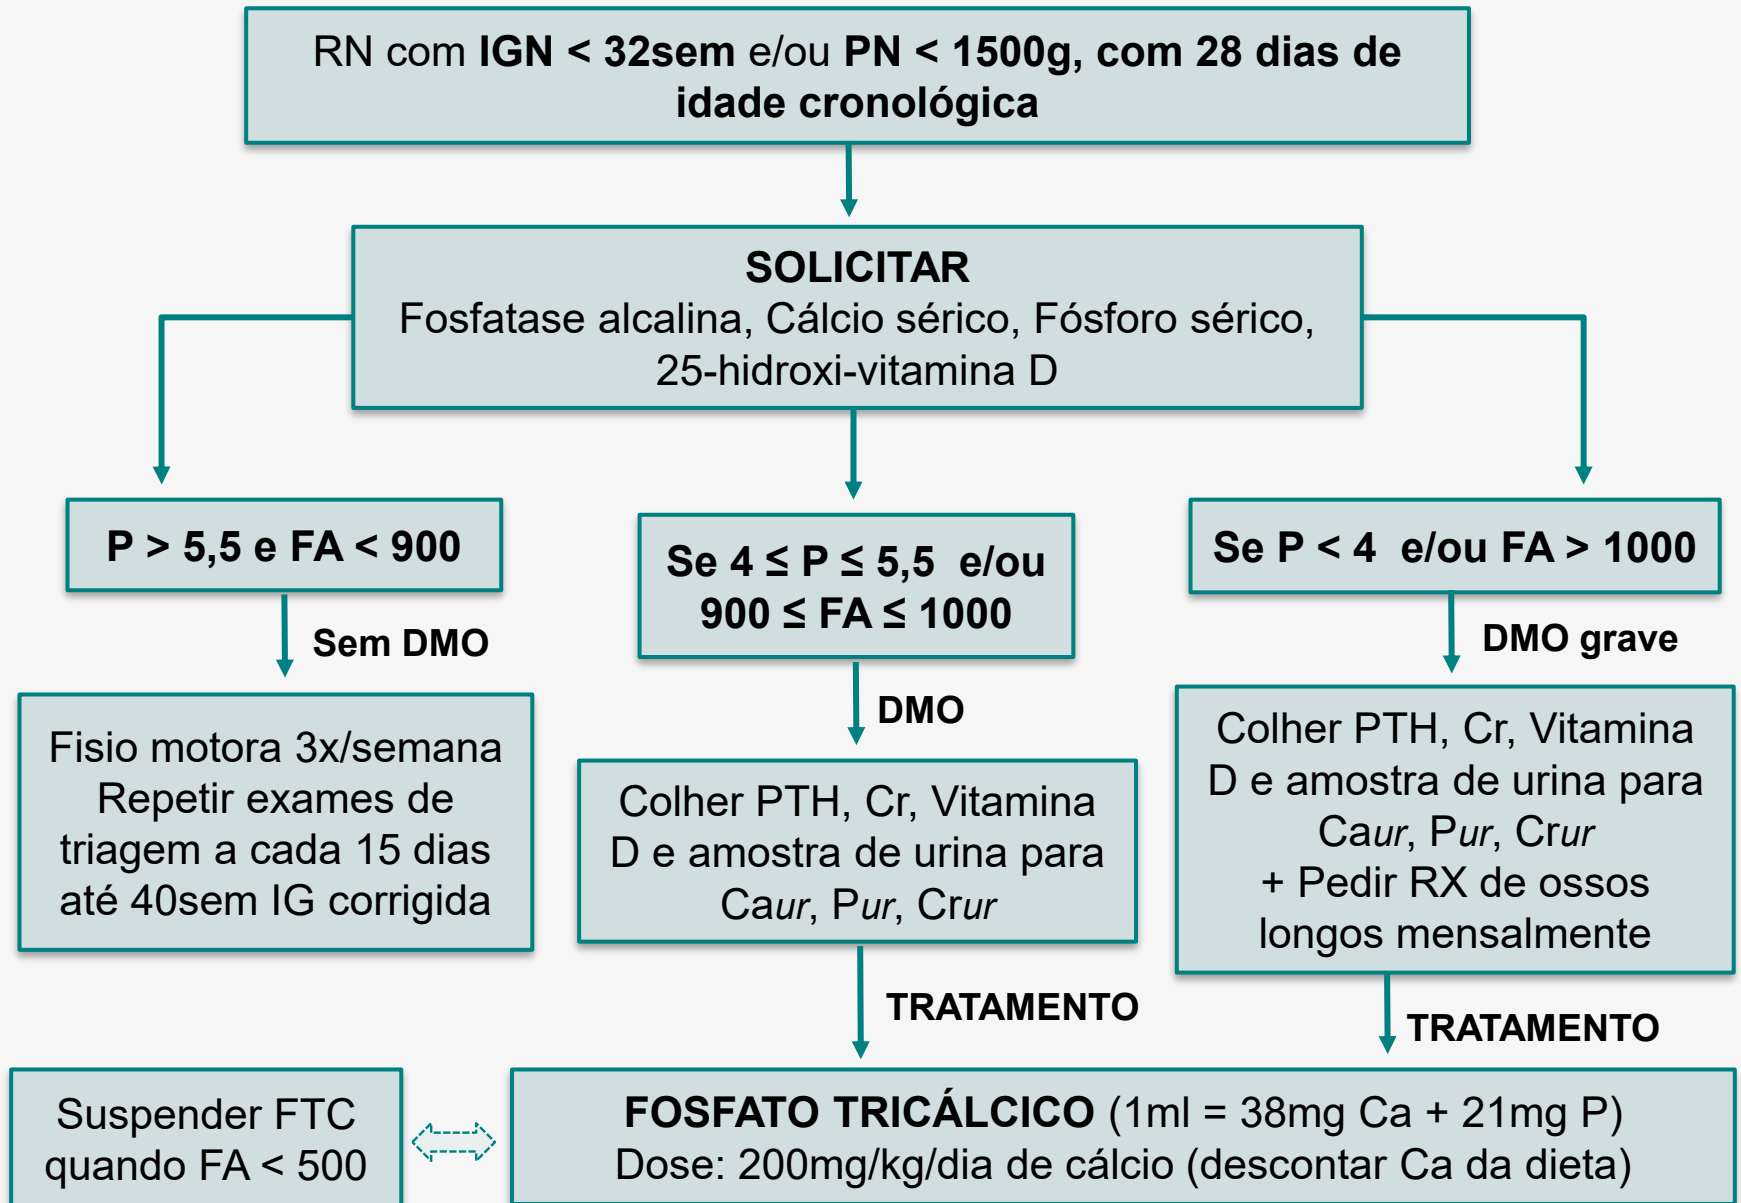 RN com IGN < 32sem e/ou PN < 1500g, com 28 dias de
idade cronológica
SOLICITAR
Fosfatase alcalina, Cálcio sérico, Fósforo sérico,
25-hidroxi-vitamina D
P > 5,5 e FA < 900
Sem DMO
Fisio motora 3x/semana
Repetir exames de
triagem a cada 15 dias
até 40sem IG corrigida
Se 4 ≤ P ≤ 5,5 e/ou
900 ≤ FA ≤ 1000
DMO
Colher PTH, Cr, Vitamina
D e amostra de urina para
Caur, Pur, Crur
TRATAMENTO
Se P < 4 e/ou FA > 1000
DMO grave
Colher PTH, Cr, Vitamina
D e amostra de urina para
Caur, Pur, Crur
+ Pedir RX de ossos
longos mensalmente
TRATAMENTO
Suspender FTC
quando FA < 500
FOSFATO TRICÁLCICO (1ml = 38mg Ca + 21mg P)
Dose: 200mg/kg/dia de cálcio (descontar Ca da dieta)